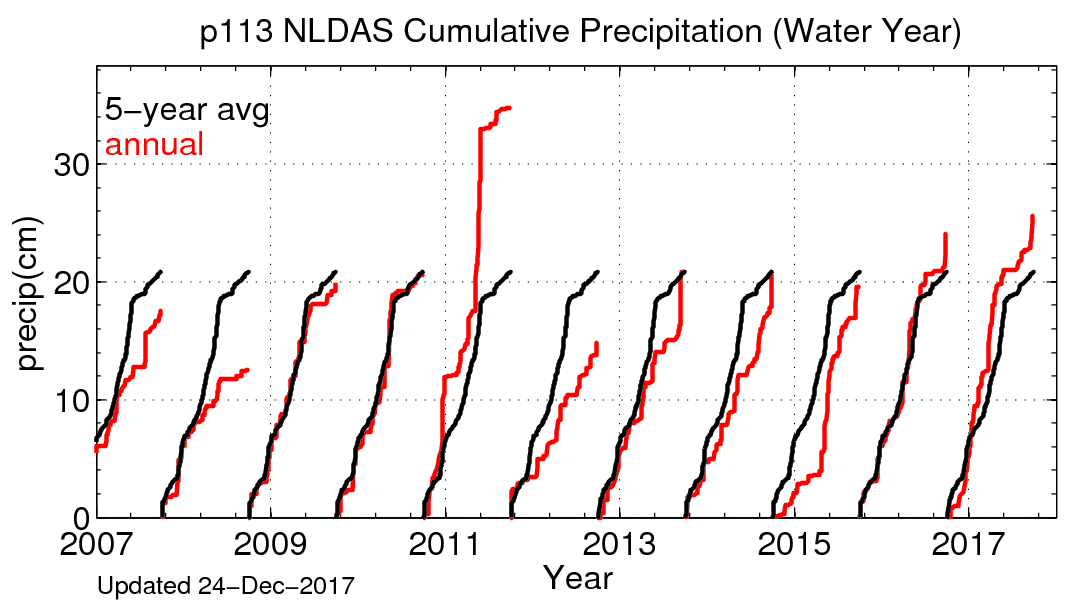 p113 NLDAS Cumulative Precipitation (Water Year)
5−year avg
annual
precip(cm)
30
20
10
0
2007 2009 2011 2013 2015 2017
Year
Updated 24−Dec−2017